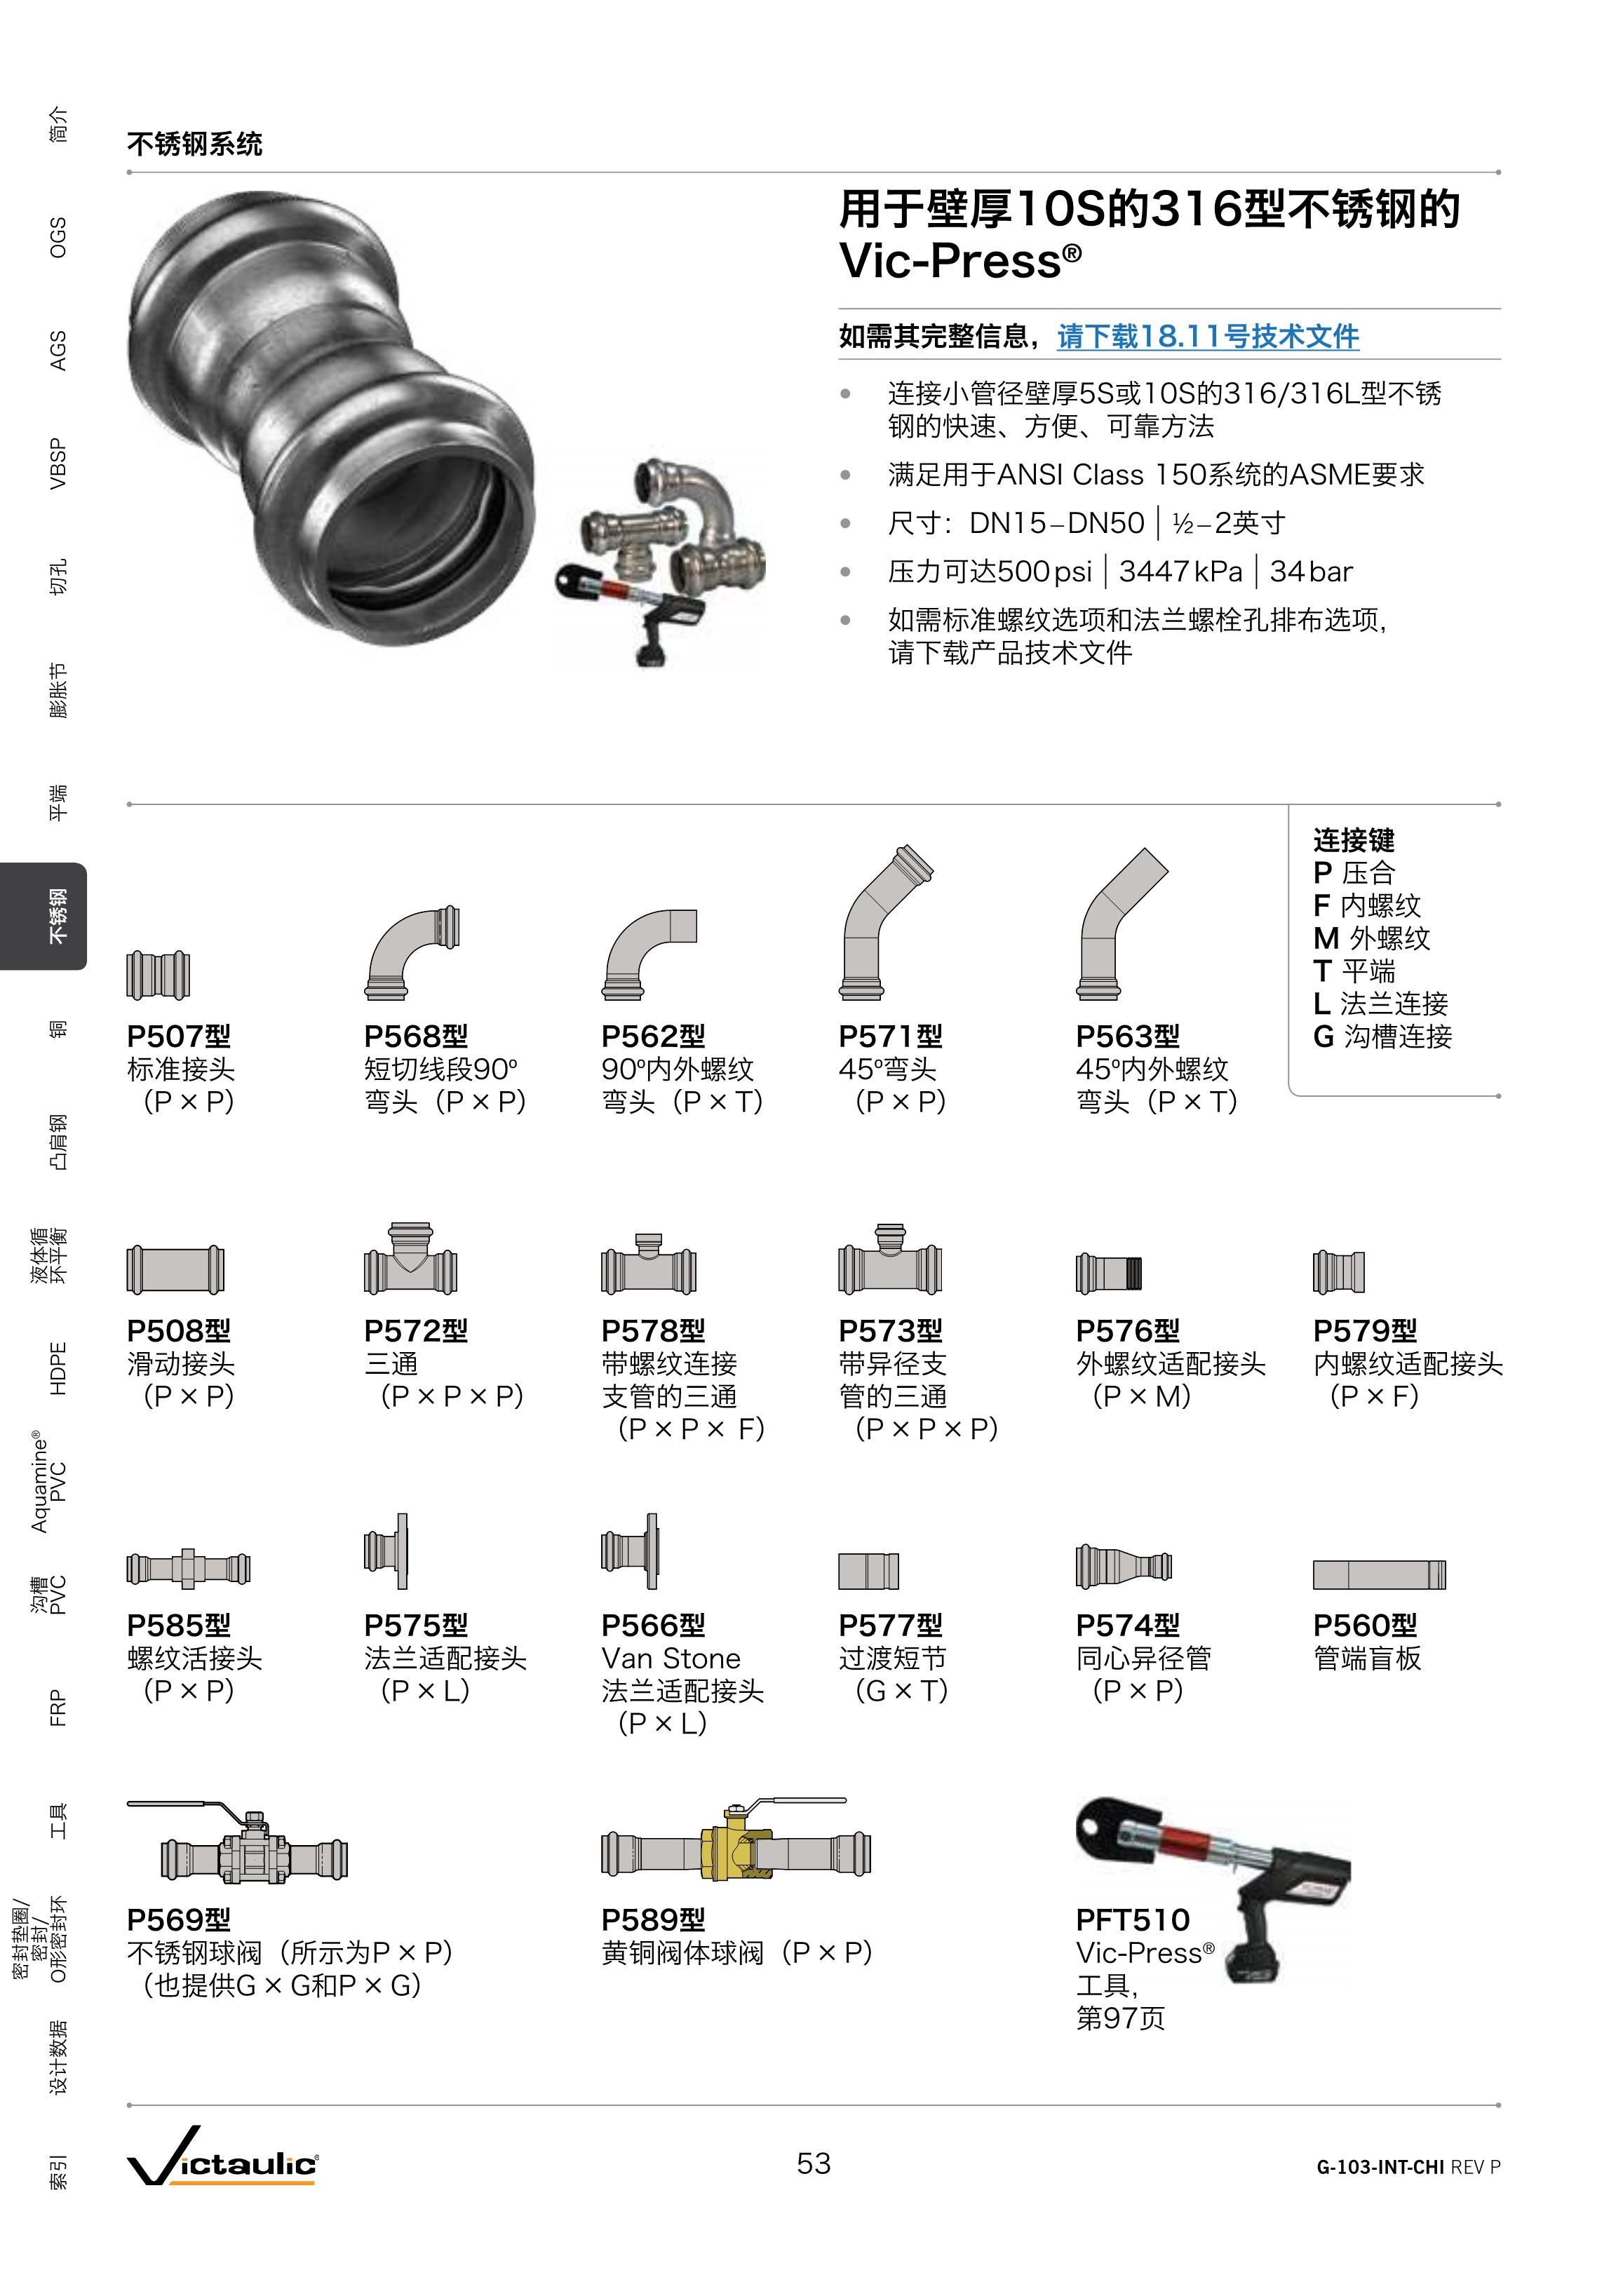 不锈钢系统
用于壁厚10S的316型不锈钢的
Vic-Press®
如需其完整信息，请下载18.11号技术文件
• 连接小管径壁厚5S或10S的316/316L型不锈
钢的快速、方便、可靠方法
• 满足用于ANSI Class 150系统的ASME要求
• 尺寸：DN15–DN50 | ½–2英寸
• 压力可达500psi | 3447kPa | 34bar
• 如需标准螺纹选项和法兰螺栓孔排布选项，
请下载产品技术文件
连接键
P 压合
F 内螺纹
M 外螺纹
T 平端
L 法兰连接
G 沟槽连接
P507型
标准接头
（P × P）
P568型
短切线段90º
弯头（P × P）
P562型
90º内外螺纹
弯头（P × T）
P571型
45º弯头
（P × P）
P563型
45º内外螺纹
弯头（P × T）
P508型
滑动接头
（P × P）
P572型
三通
（P × P × P）
P578型
带螺纹连接
支管的三通
（P × P × F）
P573型
带异径支
管的三通
（P × P × P）
P576型
外螺纹适配接头
（P × M）
P579型
内螺纹适配接头
（P × F）
P585型
螺纹活接头
（P × P）
P575型
法兰适配接头
（P × L）
P566型
Van Stone
法兰适配接头
（P × L）
P577型
过渡短节
（G × T）
P574型
同心异径管
（P × P）
P560型
管端盲板
P569型
不锈钢球阀（所示为P × P）
（也提供G × G和P × G）
P589型
黄铜阀体球阀（P × P）
PFT510
Vic-Press®
工具，
第97页
简介
OGS
AGS
VBSP
切孔
膨胀节
平端
不锈钢
铜
凸肩钢
液体循
环平衡
HDPE
Aquamine®
PVC
沟槽
PVC
FRP
工具
密封垫圈/
密封/
O形密封环
设计数据
索引
Victaulic®
53
G-103-INT-CHI REV P